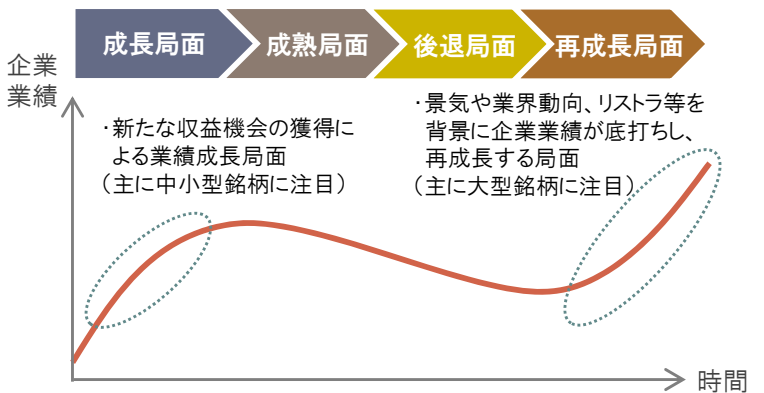 成長局面
成熟局面
後退局面
再成長局面
企業
業績
・新たな収益機会の獲得に
よる業績成長局面
（主に中小型銘柄に注目）
・景気や業界動向、リストラ等を
背景に企業業績が底打ちし、
再成長する局面
（主に大型銘柄に注目）
時間